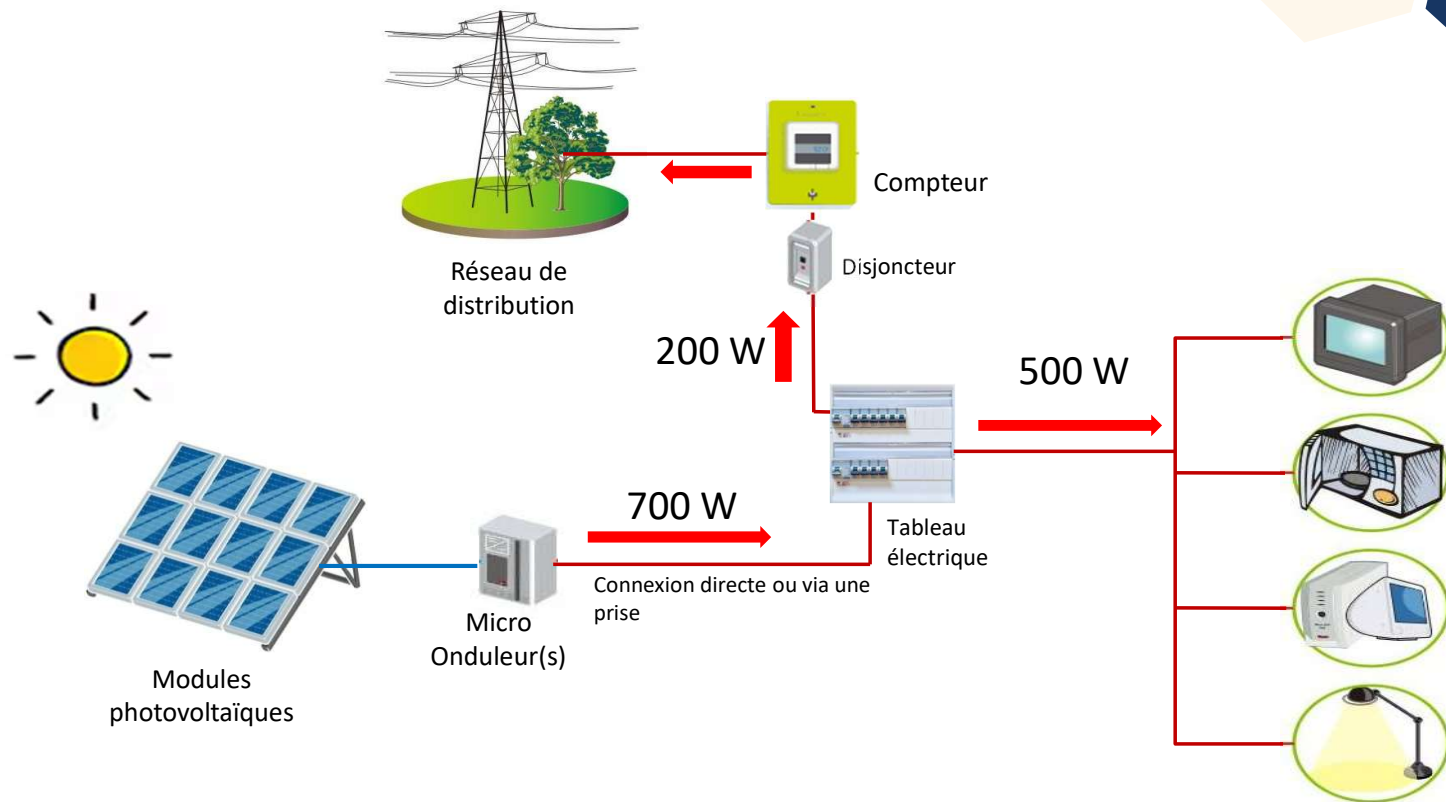 Compteur
Réseau de
distribution
Disjoncteur
200 W
500 W
700 W
Tableau
électrique
Connexion directe ou via une
prise
Micro
Onduleur(s)
Modules
photovoltaïques